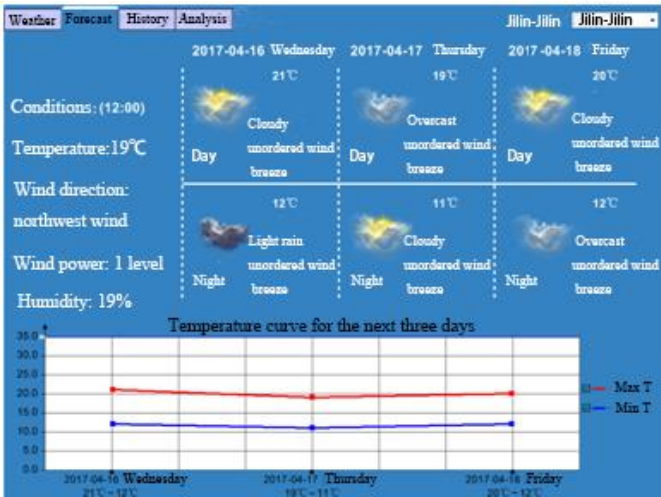 Weather Forecast History Analysis Jilin-Jilin Jilin-Jilin
2017-04-16 Wednesday 2017-04-17 Thursday 2017-04-18 Friday
21℃ 19℃ 20℃
Conditions: (12:00)
Cloudy Overcast Cloudy
Temperature:19℃
unordered wind unordered wind unordered wind
Day Day Day
breeze breeze breeze
Wind direction:
northwest wind
12℃ 11℃ 12℃
Light rain Cloudy Overcast
Wind power: 1 level
unordered wind unordered wind unordered wind
Night Night Night
breeze breeze breeze
Humidity: 19%
Temperature curve for the next three days
35.0
30.0
25.0
20.0
15.0
10.0
5.0
0.0
Max T
Min T
2017-04-16 Wednesday 2017-04-17 Thursday 2017-04-18 Friday
21℃~12℃ 19℃~11℃ 20℃~12℃